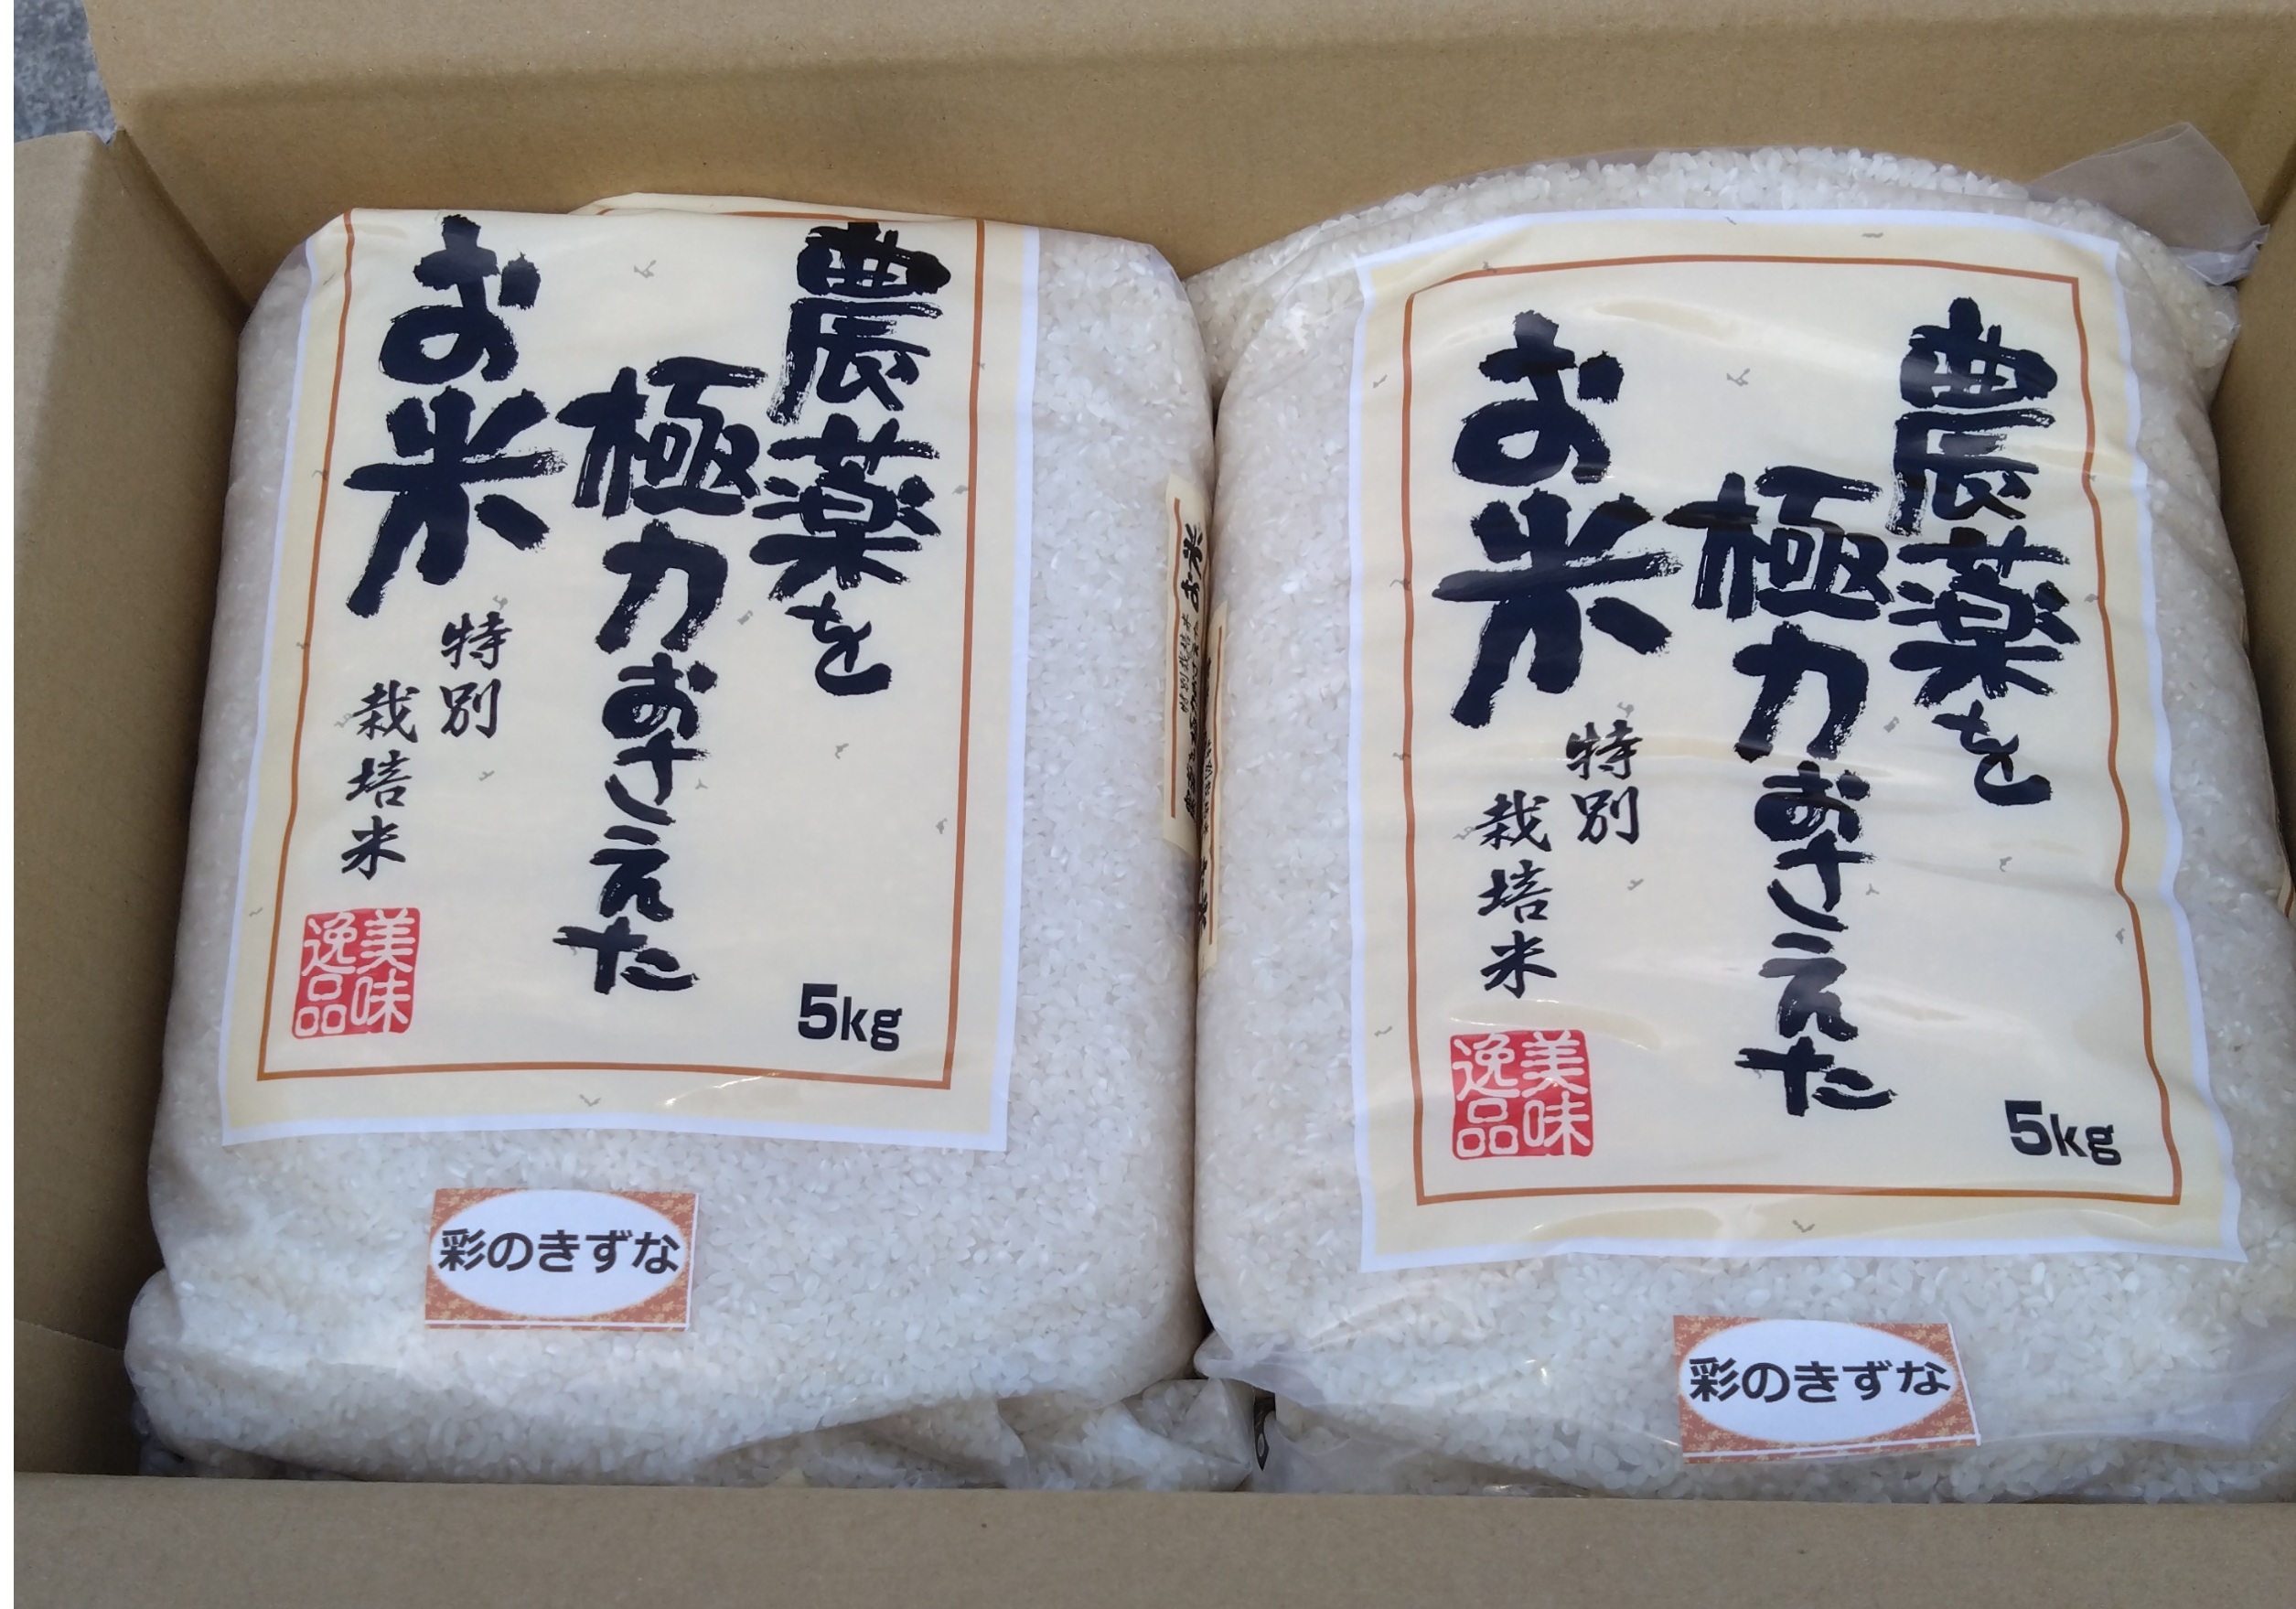 農薬を
極力おさえた
お米
特別
栽培米
美味
逸品
5kg
彩のきずな
農薬を
極力おさえた
お米
特別
栽培米
美味
逸品
5kg
彩のきずな